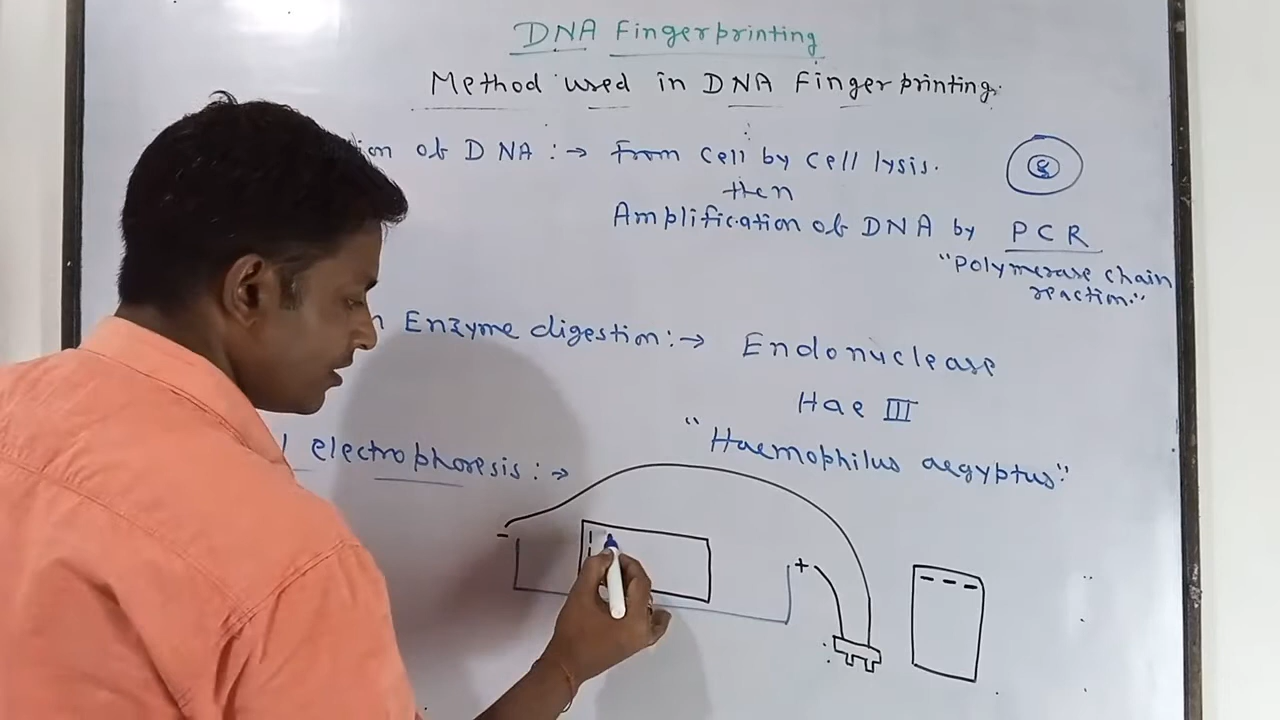 DNA Fingerprinting
Method used in DNA Fingerprinting.
ion of DNA :→ From cell by cell lysis.
then
Amplification of DNA by PCR
"Polymerase chain
reaction."
n Enzyme digestion :→ Endonuclease
Hae III
"Haemophilus aegyptus"
l electrophoresis :→
- +